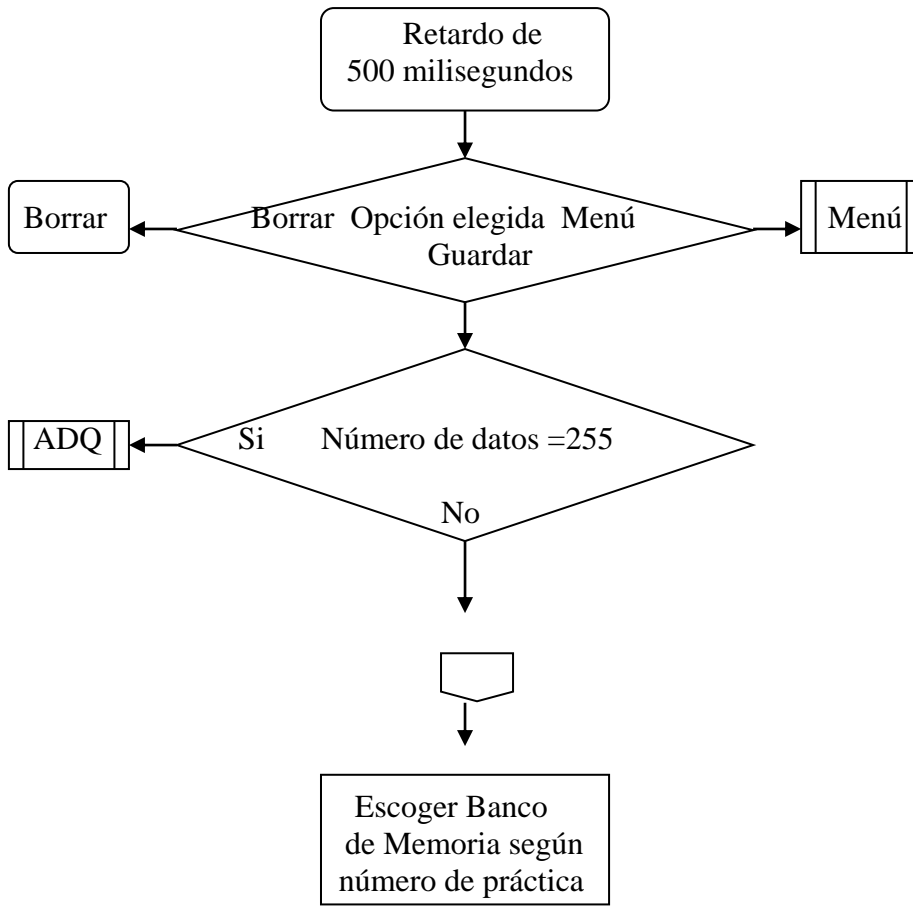 Retardo de
500 milisegundos
Borrar
Borrar Opción elegida Menú
Guardar
Menú
ADQ
Si Número de datos =255
No
Escoger Banco
de Memoria según
número de práctica